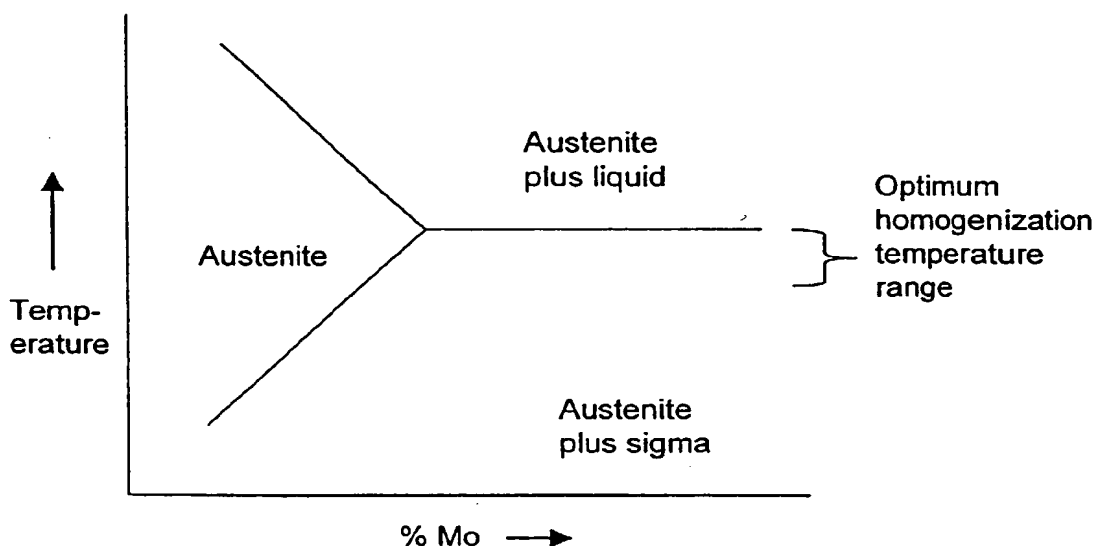 Austenite
plus liquid
Optimum
homogenization
temperature
range
Austenite
Temp-
erature
Austenite
plus sigma
% Mo